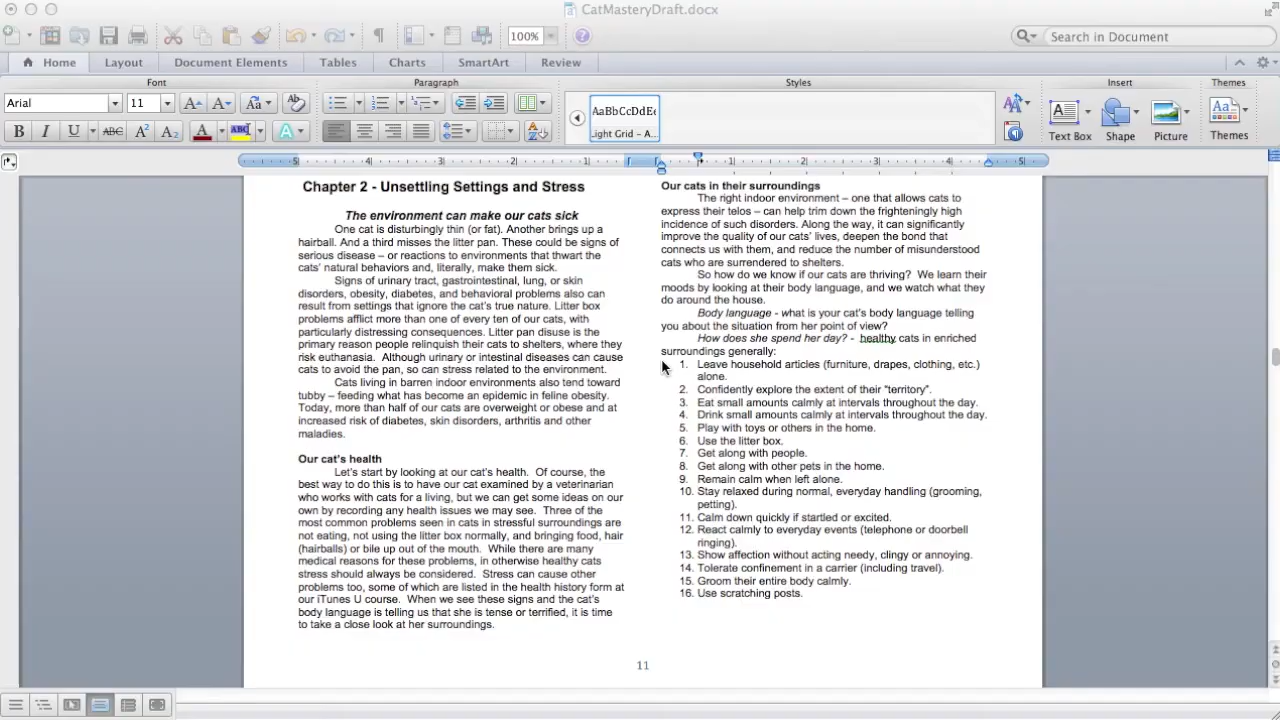 CatMasteryDraft.docx
100%
Search in Document
Home
Layout
Document Elements
Tables
Charts
SmartArt
Review
Font
Paragraph
Styles
Insert
Themes
Arial
11
AaBbCcDdEe
ight Grid – A...
Text Box
Shape
Picture
Themes
Chapter 2 - Unsettling Settings and Stress
The environment can make our cats sick
One cat is disturbingly thin (or fat). Another brings up a
hairball. And a third misses the litter pan. These could be signs of
serious disease – or reactions to environments that thwart the
cats' natural behaviors and, literally, make them sick.
Signs of urinary tract, gastrointestinal, lung, or skin
disorders, obesity, diabetes, and behavioral problems also can
result from settings that ignore the cat's true nature. Litter box
problems afflict more than one of every ten of our cats, with
particularly distressing consequences. Litter pan disuse is the
primary reason people relinquish their cats to shelters, where they
risk euthanasia. Although urinary or intestinal diseases can cause
cats to avoid the pan, so can stress related to the environment.
Cats living in barren indoor environments also tend toward
tubby – feeding what has become an epidemic in feline obesity.
Today, more than half of our cats are overweight or obese and at
increased risk of diabetes, skin disorders, arthritis and other
maladies.
Our cat's health
Let's start by looking at our cat's health. Of course, the
best way to do this is to have our cat examined by a veterinarian
who works with cats for a living, but we can get some ideas on our
own by recording any health issues we may see. Three of the
most common problems seen in cats in stressful surroundings are
not eating, not using the litter box normally, and bringing food, hair
(hairballs) or bile up out of the mouth. While there are many
medical reasons for these problems, in otherwise healthy cats
stress should always be considered. Stress can cause other
problems too, some of which are listed in the health history form at
our iTunes U course. When we see these signs and the cat's
body language is telling us that she is tense or terrified, it is time
to take a close look at her surroundings.
Our cats in their surroundings
The right indoor environment – one that allows cats to
express their telos – can help trim down the frighteningly high
incidence of such disorders. Along the way, it can significantly
improve the quality of our cats' lives, deepen the bond that
connects us with them, and reduce the number of misunderstood
cats who are surrendered to shelters.
So how do we know if our cats are thriving? We learn their
moods by looking at their body language, and we watch what they
do around the house.
Body language - what is your cat's body language telling
you about the situation from her point of view?
How does she spend her day? - healthy cats in enriched
surroundings generally:
1. Leave household articles (furniture, drapes, clothing, etc.)
alone.
2. Confidently explore the extent of their "territory".
3. Eat small amounts calmly at intervals throughout the day.
4. Drink small amounts calmly at intervals throughout the day.
5. Play with toys or others in the home.
6. Use the litter box.
7. Get along with people.
8. Get along with other pets in the home.
9. Remain calm when left alone.
10. Stay relaxed during normal, everyday handling (grooming,
petting).
11. Calm down quickly if startled or excited.
12. React calmly to everyday events (telephone or doorbell
ringing).
13. Show affection without acting needy, clingy or annoying.
14. Tolerate confinement in a carrier (including travel).
15. Groom their entire body calmly.
16. Use scratching posts.
11